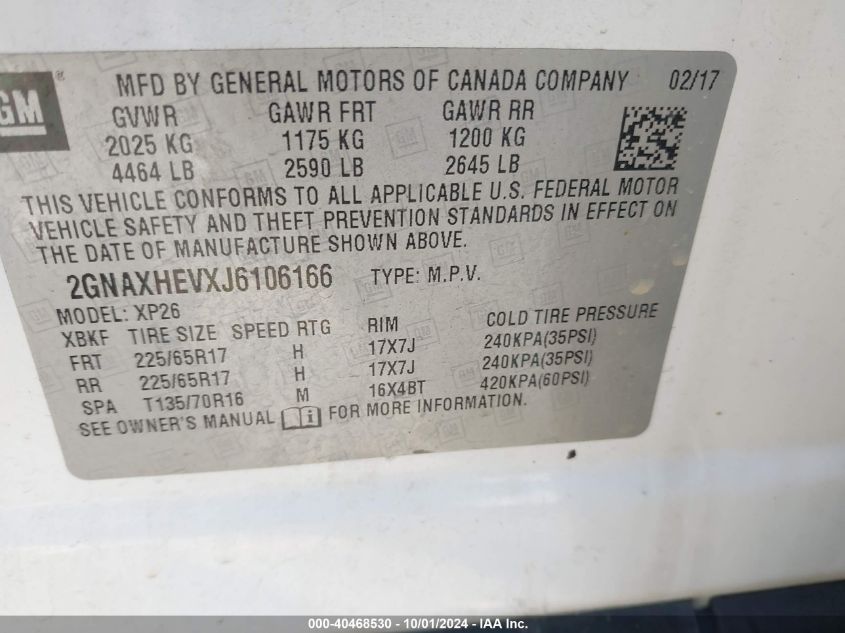 GM ®
MFD BY GENERAL MOTORS OF CANADA COMPANY 02/17
GVWR GAWR FRT GAWR RR
2025 KG 1175 KG 1200 KG
4464 LB 2590 LB 2645 LB
THIS VEHICLE CONFORMS TO ALL APPLICABLE U.S. FEDERAL MOTOR
VEHICLE SAFETY AND THEFT PREVENTION STANDARDS IN EFFECT ON
THE DATE OF MANUFACTURE SHOWN ABOVE.
2GNAXHEVXJ6106166 TYPE: M.P.V.
MODEL: XP26
XBKF TIRE SIZE SPEED RTG RIM COLD TIRE PRESSURE
FRT 225/65R17 H 17X7J 240KPA(35PSI)
RR 225/65R17 H 17X7J 240KPA(35PSI)
SPA T135/70R16 M 16X4BT 420KPA(60PSI)
SEE OWNER'S MANUAL i FOR MORE INFORMATION.
000-40468530 - 10/01/2024 - IAA Inc.